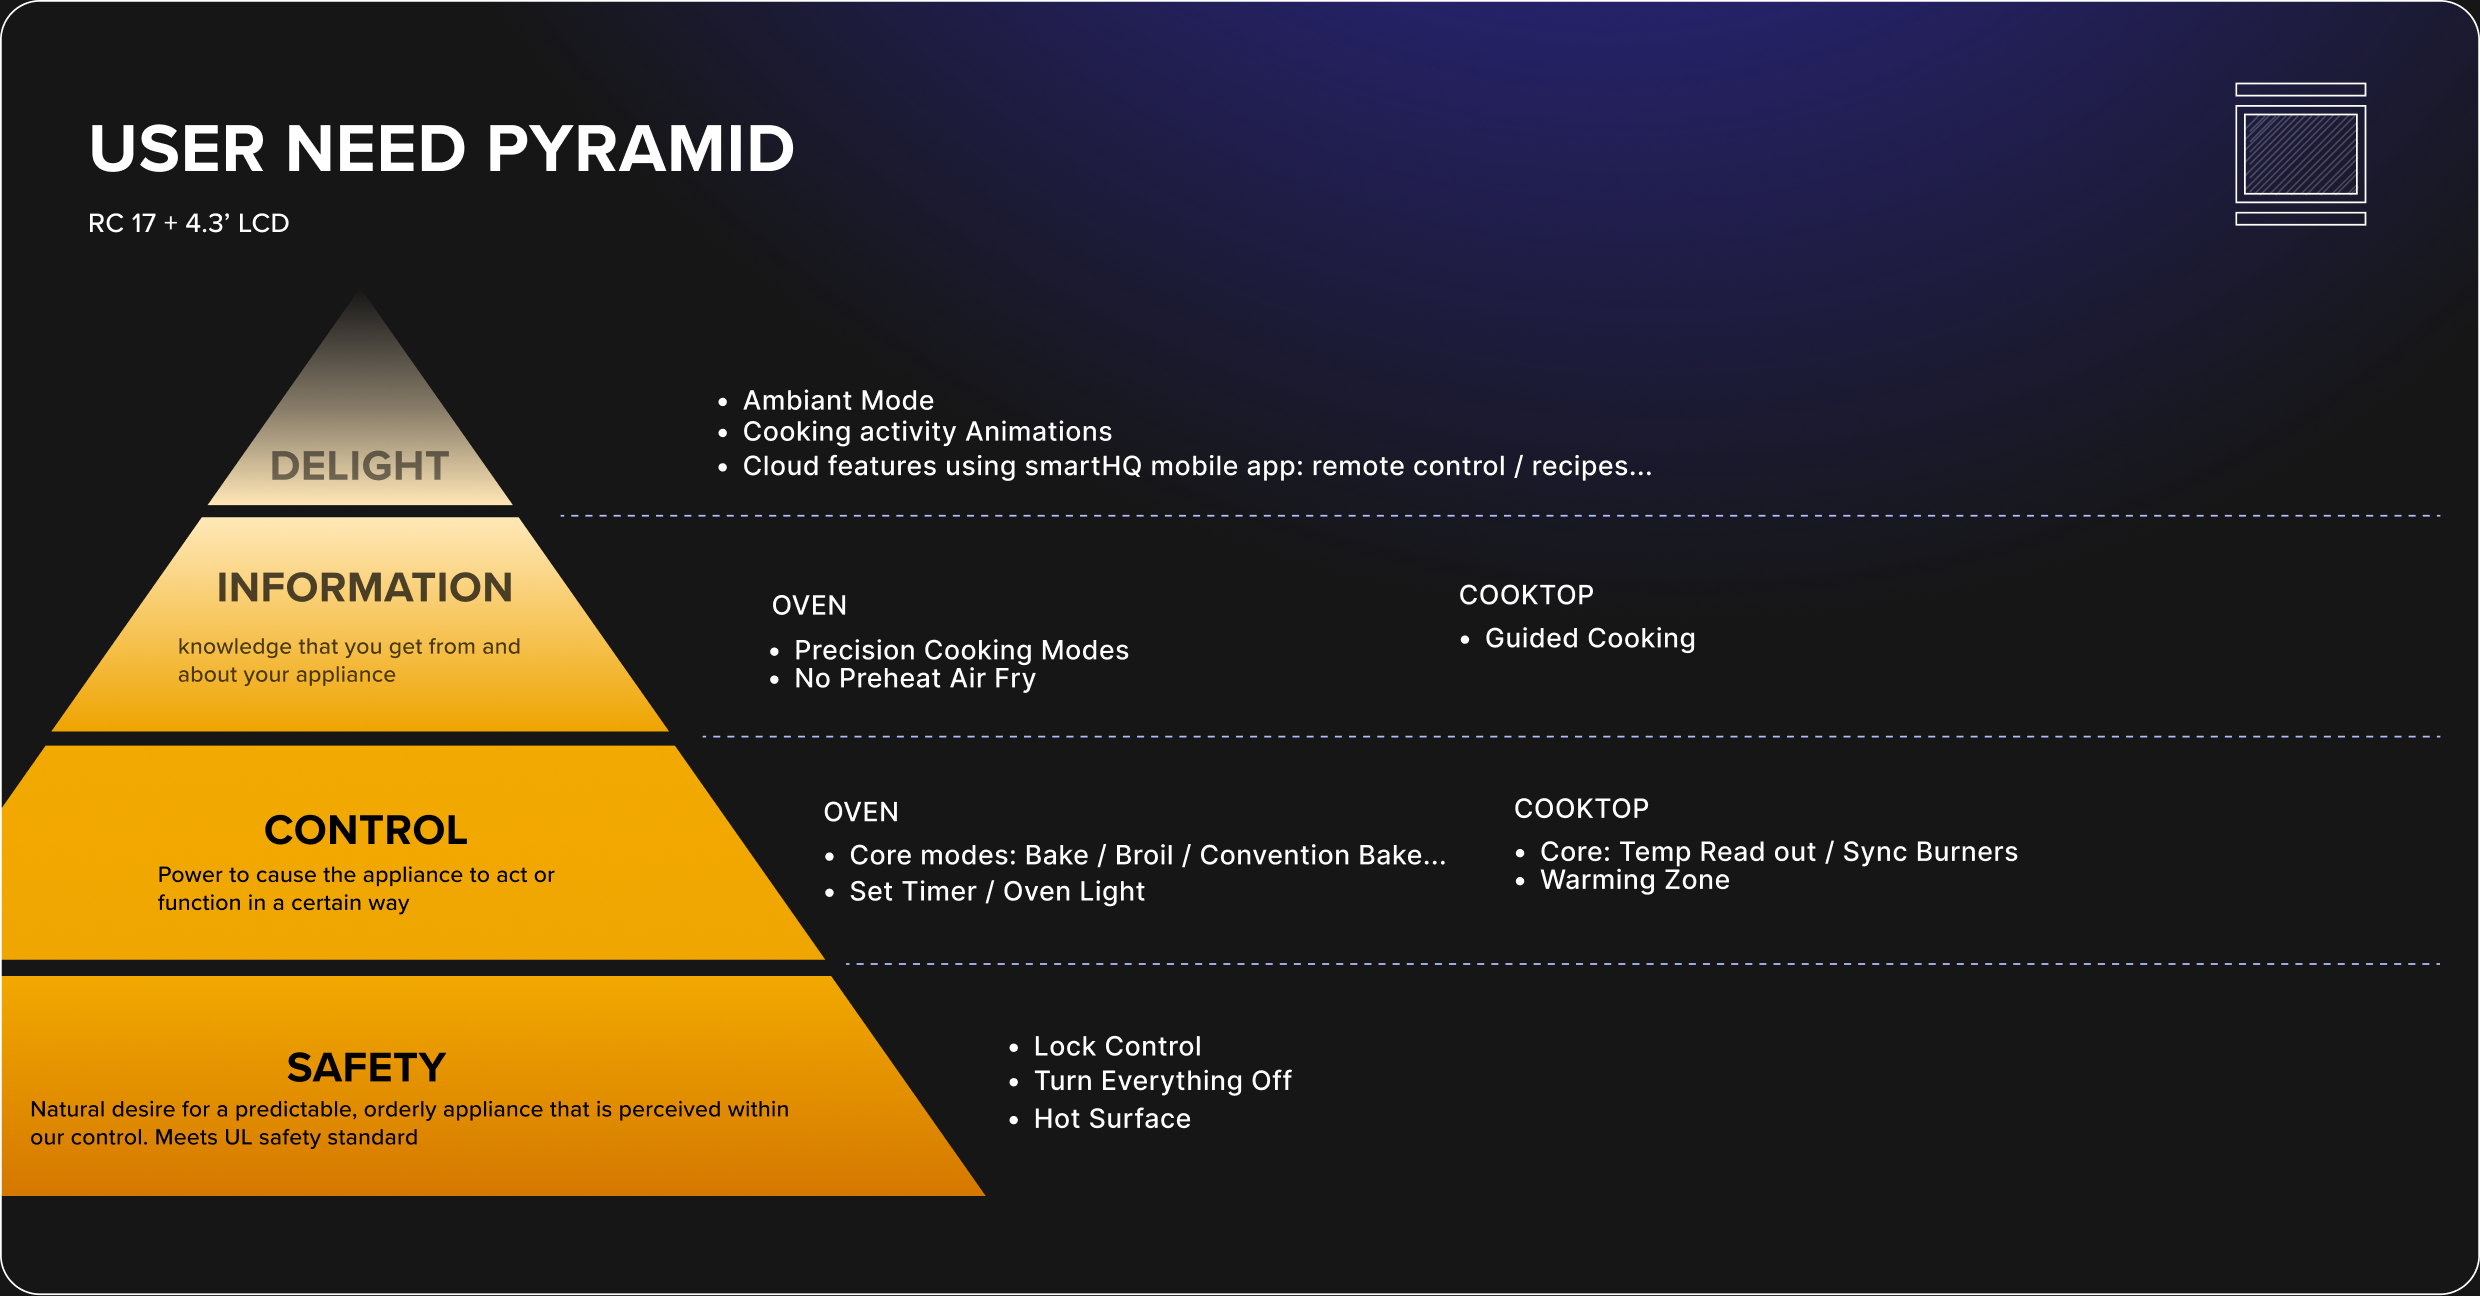 USER NEED PYRAMID
RC 17 + 4.3’ LCD
DELIGHT
• Ambiant Mode
• Cooking activity Animations
• Cloud features using smartHQ mobile app: remote control / recipes...
INFORMATION
knowledge that you get from and
about your appliance
OVEN
• Precision Cooking Modes
• No Preheat Air Fry
COOKTOP
• Guided Cooking
CONTROL
Power to cause the appliance to act or
function in a certain way
OVEN
• Core modes: Bake / Broil / Convention Bake...
• Set Timer / Oven Light
COOKTOP
• Core: Temp Read out / Sync Burners
• Warming Zone
SAFETY
Natural desire for a predictable, orderly appliance that is perceived within
our control. Meets UL safety standard
• Lock Control
• Turn Everything Off
• Hot Surface